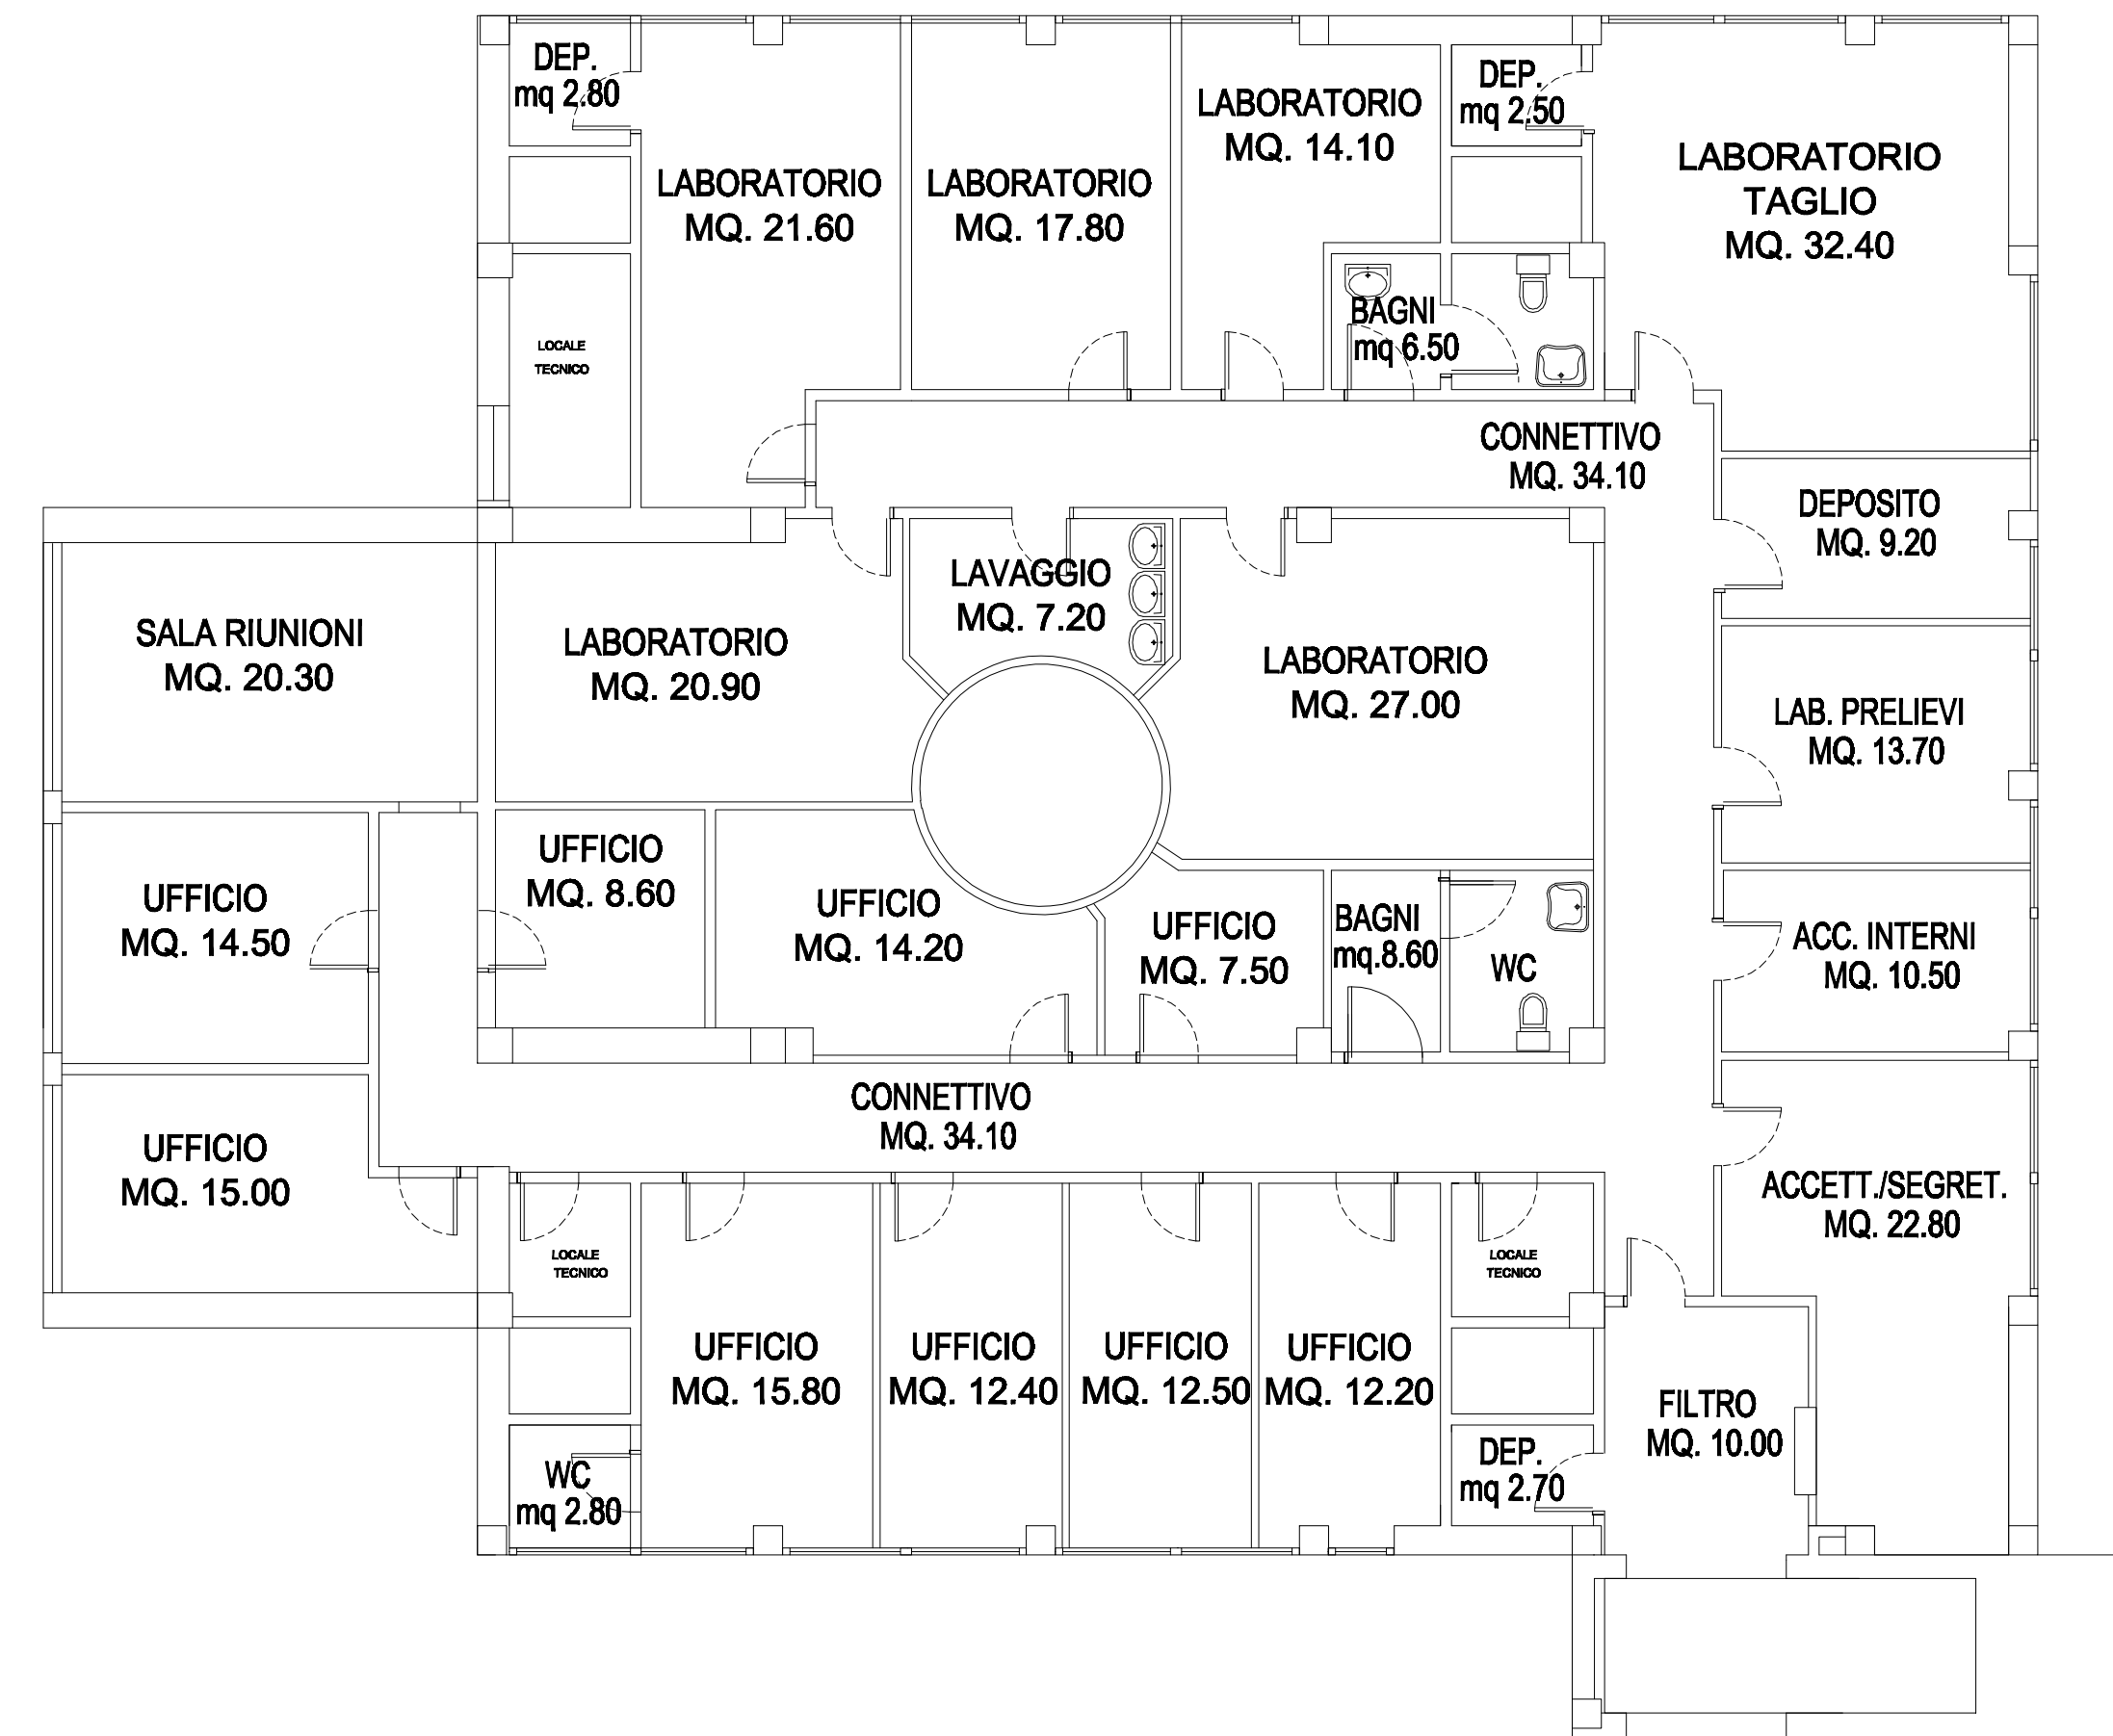 DEP.
mq 2.80
LABORATORIO
MQ. 21.60
LABORATORIO
MQ. 17.80
LABORATORIO
MQ. 14.10
DEP.
mq 2.50
LABORATORIO
TAGLIO
MQ. 32.40
LOCALE
TECNICO
BAGNI
mq 6.50
CONNETTIVO
MQ. 34.10
DEPOSITO
MQ. 9.20
SALA RIUNIONI
MQ. 20.30
LABORATORIO
MQ. 20.90
LAVAGGIO
MQ. 7.20
LABORATORIO
MQ. 27.00
LAB. PRELIEVI
MQ. 13.70
UFFICIO
MQ. 14.50
UFFICIO
MQ. 8.60
UFFICIO
MQ. 14.20
UFFICIO
MQ. 7.50
BAGNI
mq.8.60
WC
ACC. INTERNI
MQ. 10.50
CONNETTIVO
MQ. 34.10
UFFICIO
MQ. 15.00
ACCETT./SEGRET.
MQ. 22.80
LOCALE
TECNICO
LOCALE
TECNICO
UFFICIO
MQ. 15.80
UFFICIO
MQ. 12.40
UFFICIO
MQ. 12.50
UFFICIO
MQ. 12.20
FILTRO
MQ. 10.00
WC
mq 2.80
DEP.
mq 2.70